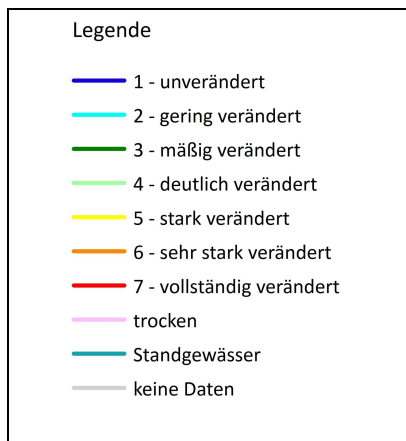 Legende
1 - unverändert
2 - gering verändert
3 - mäßig verändert
4 - deutlich verändert
5 - stark verändert
6 - sehr stark verändert
7 - vollständig verändert
trocken
Standgewässer
keine Daten